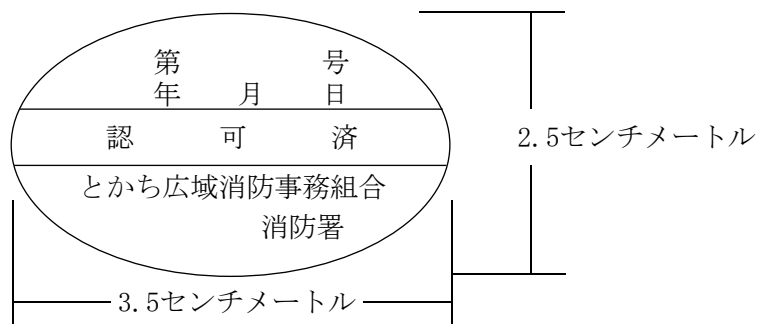 第 号
年 月 日
認 可 済
とかち広域消防事務組合
消防署
2.5センチメートル
3.5センチメートル